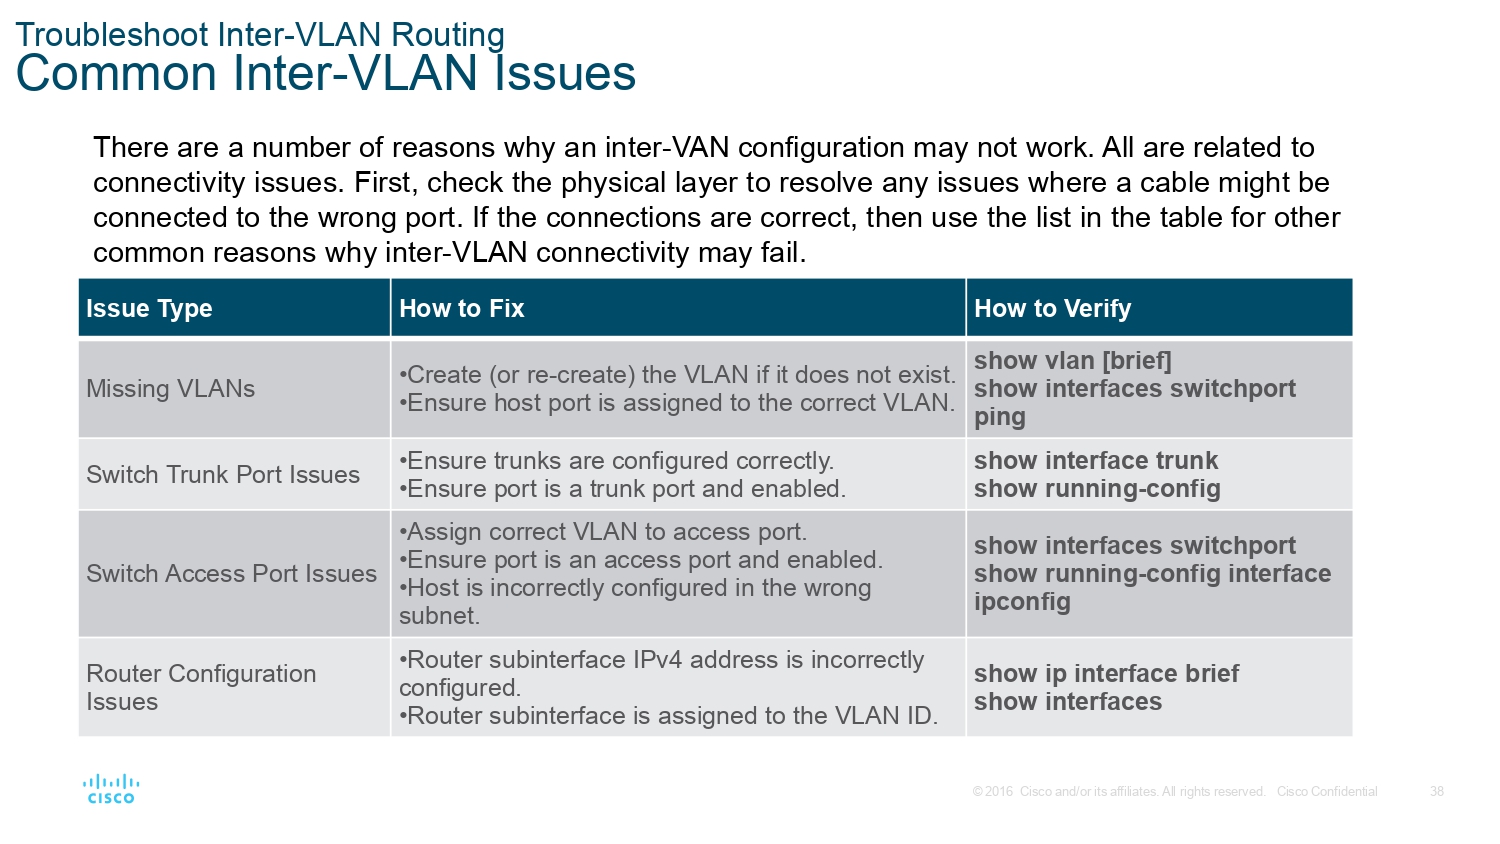 Troubleshoot Inter-VLAN Routing
Common Inter-VLAN Issues
There are a number of reasons why an inter-VAN configuration may not work. All are related to
connectivity issues. First, check the physical layer to resolve any issues where a cable might be
connected to the wrong port. If the connections are correct, then use the list in the table for other
common reasons why inter-VLAN connectivity may fail.
Issue Type
How to Fix
How to Verify
Missing VLANs
•Create (or re-create) the VLAN if it does not exist.
•Ensure host port is assigned to the correct VLAN.
show vlan [brief]
show interfaces switchport
ping
Switch Trunk Port Issues
•Ensure trunks are configured correctly.
•Ensure port is a trunk port and enabled.
show interface trunk
show running-config
Switch Access Port Issues
•Assign correct VLAN to access port.
•Ensure port is an access port and enabled.
•Host is incorrectly configured in the wrong
subnet.
show interfaces switchport
show running-config interface
ipconfig
Router Configuration
Issues
•Router subinterface IPv4 address is incorrectly
configured.
•Router subinterface is assigned to the VLAN ID.
show ip interface brief
show interfaces
CISCO
© 2016 Cisco and/or its affiliates. All rights reserved. Cisco Confidential
38